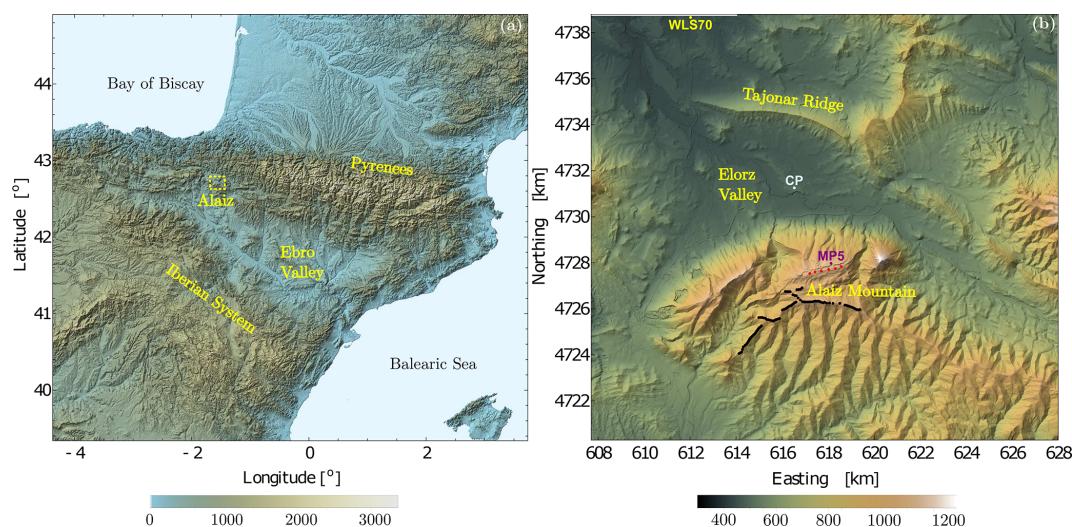 (a)
44
43
42
41
40
Latitude [°]
Bay of Biscay
Pyrenees
Alaiz
Ebro
Valley
Iberian System
Balearic Sea
- 4
- 2
0
2
Longitude [°]
0
1000
2000
3000
(b)
4738
4736
4734
4732
4730
4728
4726
4724
4722
Northing [km]
WLS70
Tajonar Ridge
Elorz
Valley
CP
MP5
Alaiz Mountain
608
610
612
614
616
618
620
622
624
626
628
Easting [km]
400
600
800
1000
1200